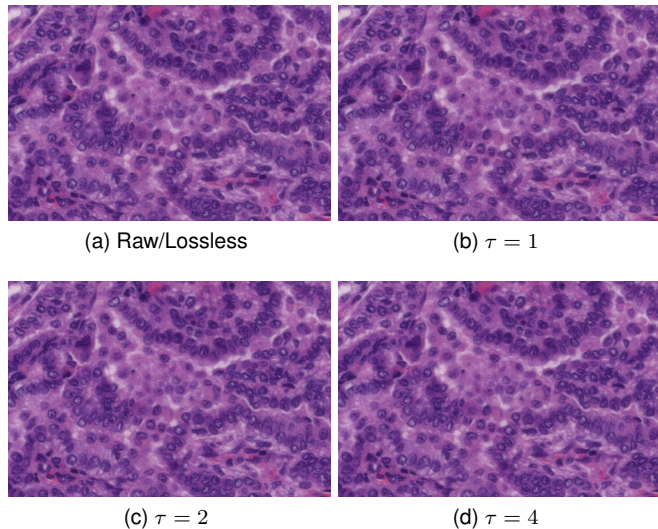 (a) Raw/Lossless
(b) τ = 1
(c) τ = 2
(d) τ = 4